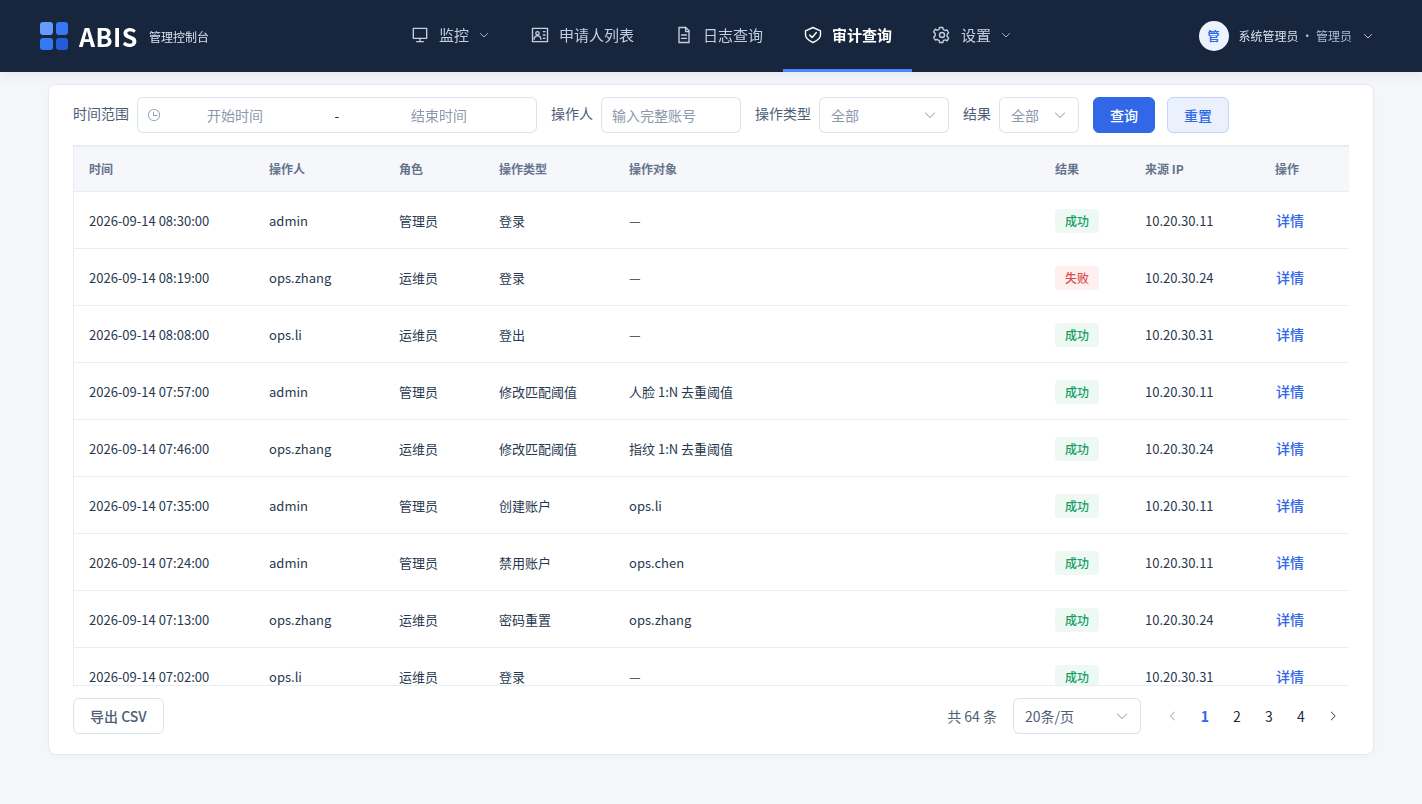 ABIS 管理控制台 监控 申请人列表 日志查询 审计查询 设置 管 系统管理员 · 管理员
时间范围 开始时间 - 结束时间 操作人 输入完整账号 操作类型 全部 结果 全部 查询 重置
时间 操作人 角色 操作类型 操作对象 结果 来源 IP 操作
2026-09-14 08:30:00 admin 管理员 登录 — 成功 10.20.30.11 详情
2026-09-14 08:19:00 ops.zhang 运维员 登录 — 失败 10.20.30.24 详情
2026-09-14 08:08:00 ops.li 运维员 登出 — 成功 10.20.30.31 详情
2026-09-14 07:57:00 admin 管理员 修改匹配阈值 人脸 1:N 去重阈值 成功 10.20.30.11 详情
2026-09-14 07:46:00 ops.zhang 运维员 修改匹配阈值 指纹 1:N 去重阈值 成功 10.20.30.24 详情
2026-09-14 07:35:00 admin 管理员 创建账户 ops.li 成功 10.20.30.11 详情
2026-09-14 07:24:00 admin 管理员 禁用账户 ops.chen 成功 10.20.30.11 详情
2026-09-14 07:13:00 ops.zhang 运维员 密码重置 ops.zhang 成功 10.20.30.24 详情
2026-09-14 07:02:00 ops.li 运维员 登录 — 成功 10.20.30.31 详情
导出 CSV 共 64 条 20条/页 1 2 3 4